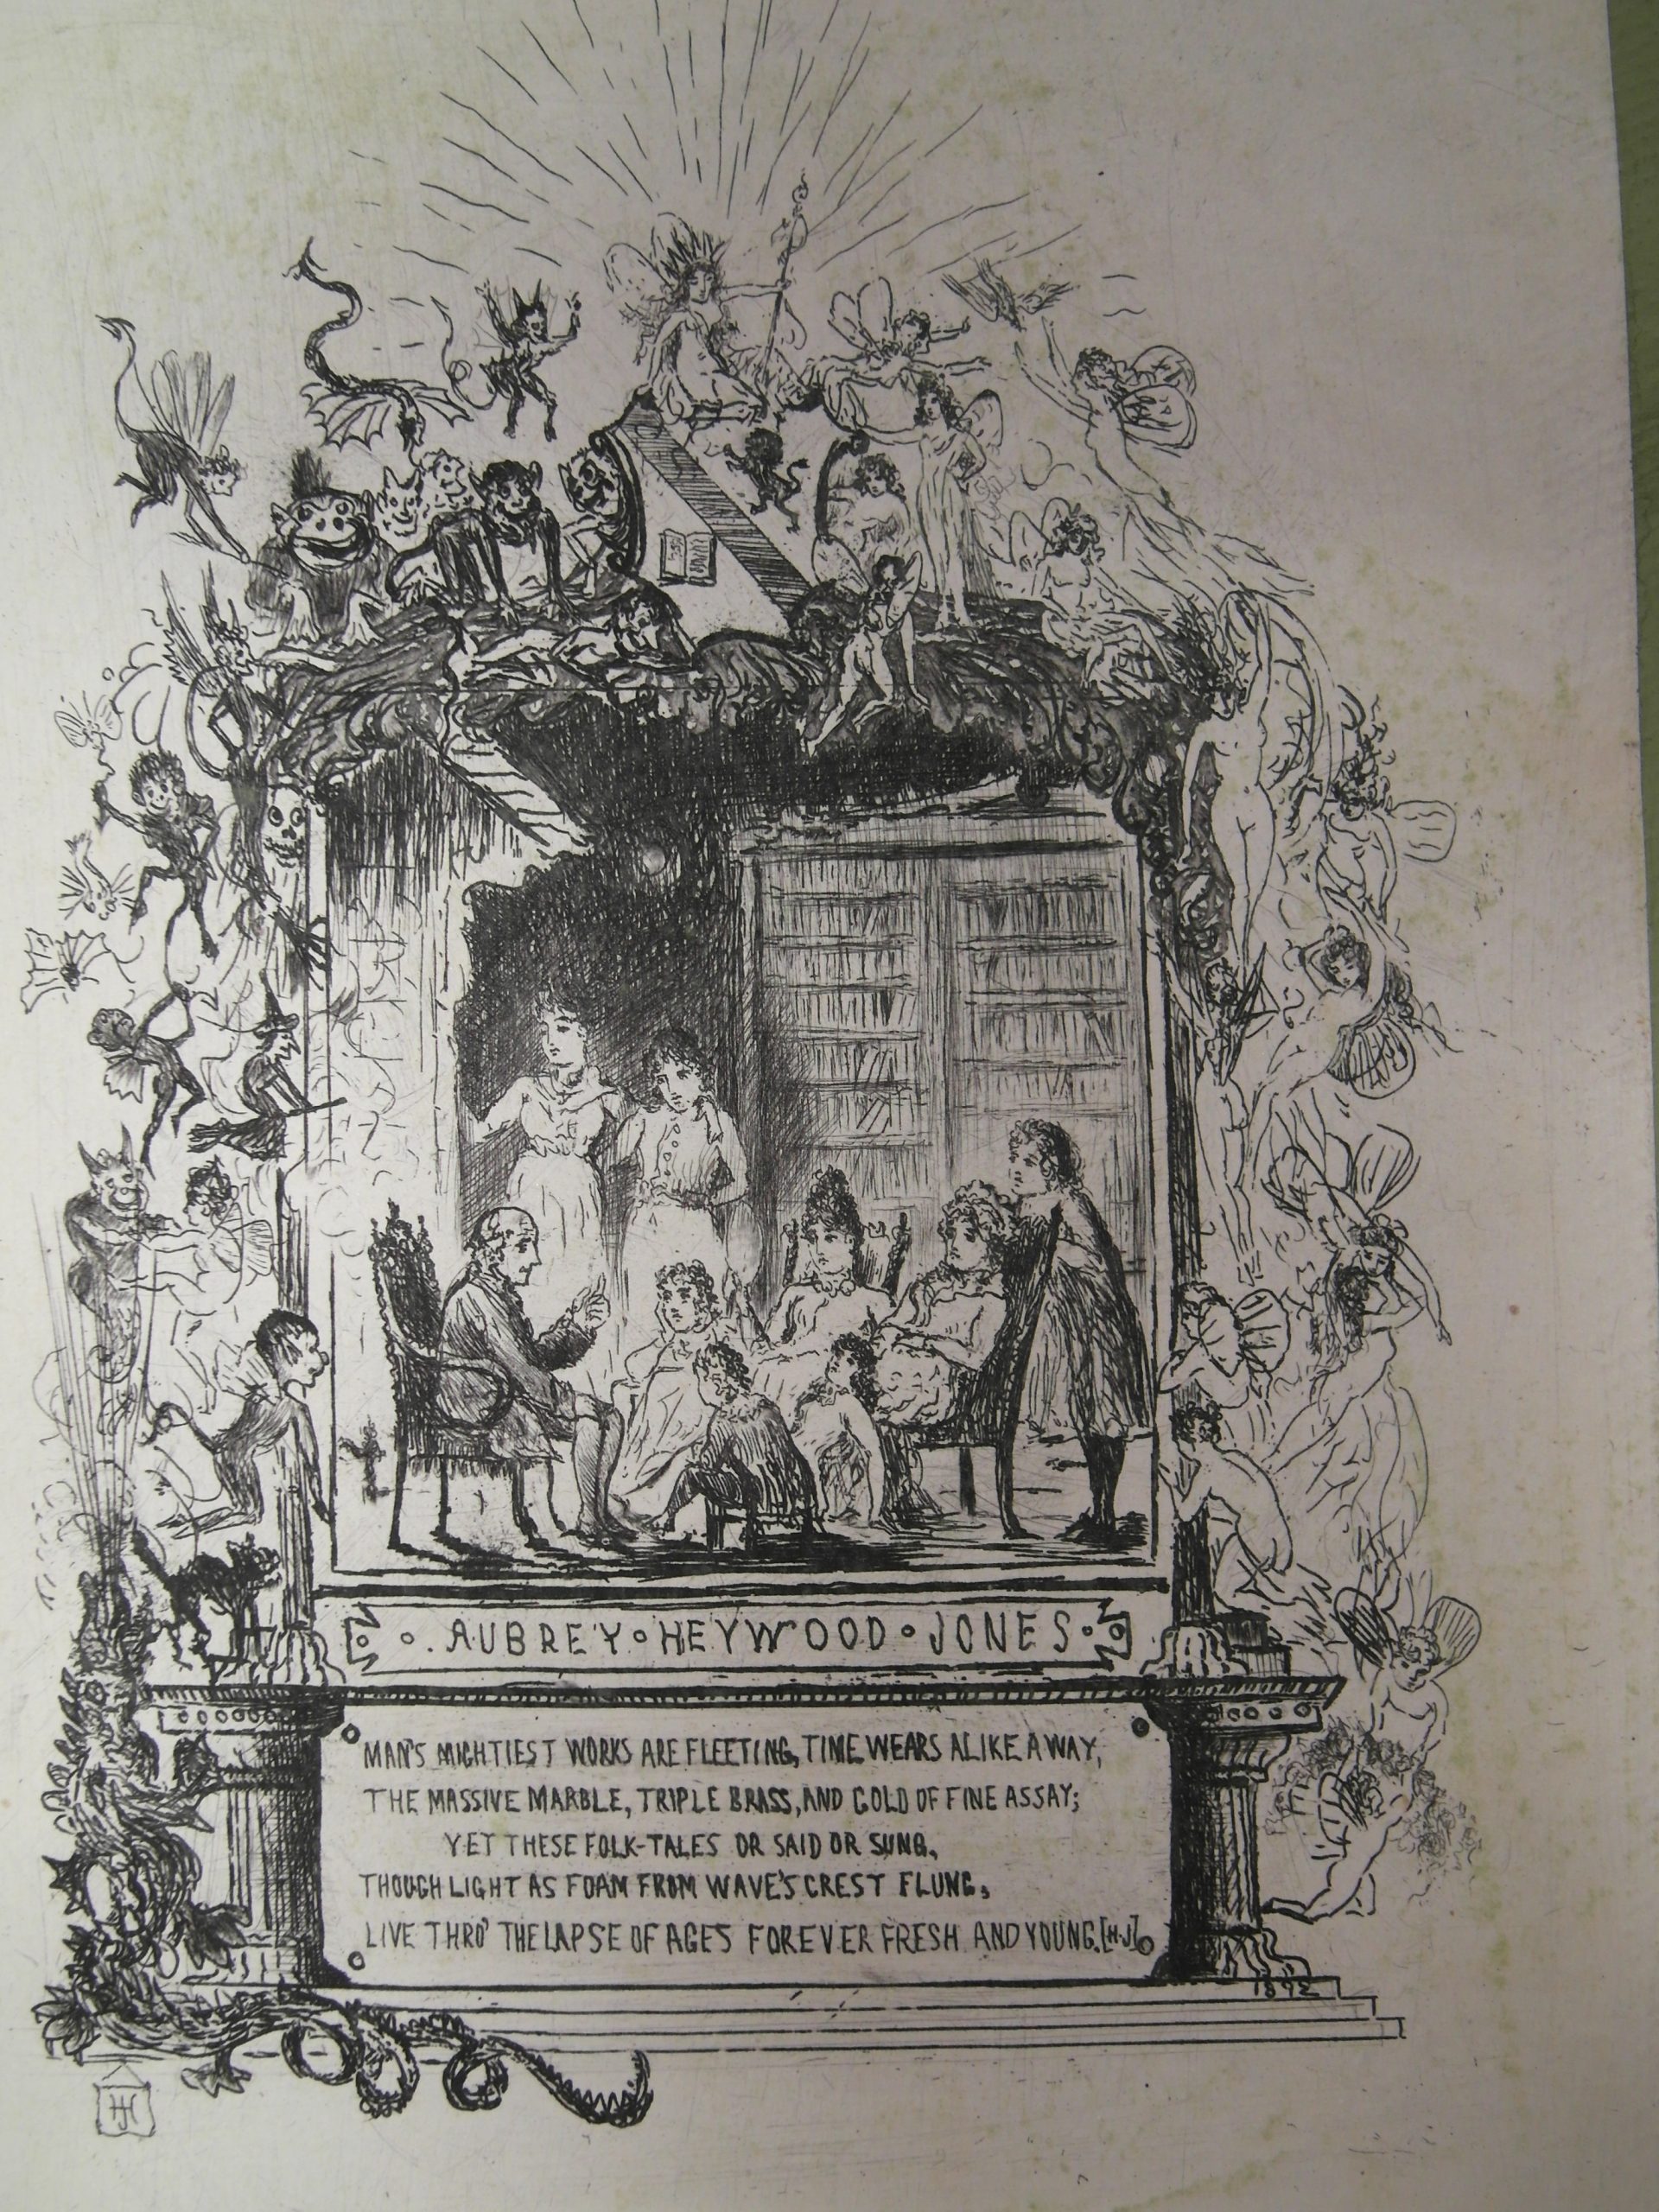 .AUBREY·HEYWOOD·JONES·
MAN'S MIGHTIEST WORKS ARE FLEETING, TIME WEARS ALIKE AWAY,
THE MASSIVE MARBLE, TRIPLE BRASS, AND GOLD OF FINE ASSAY;
YET THESE FOLK-TALES OR SAID OR SUNG,
THOUGH LIGHT AS FOAM FROM WAVE'S CREST FLUNG,
LIVE THRO' THE LAPSE OF AGES FOREVER FRESH AND YOUNG.[H.J]
1892
HJ